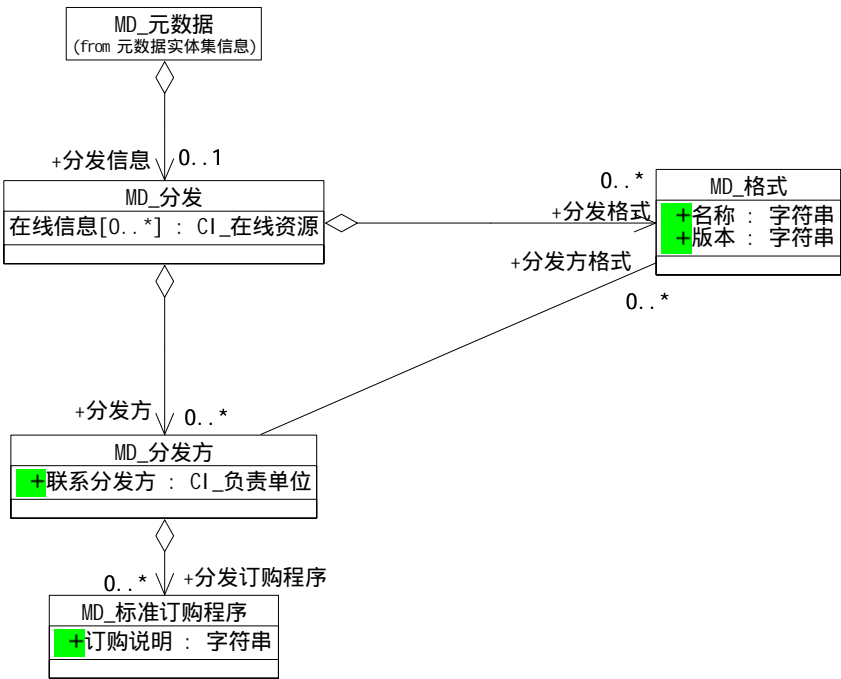 MD_元数据
(from 元数据实体集信息)
+分发信息 0..1
MD_分发
在线信息[0..*] : CI_在线资源
0..*
+分发格式
MD_格式
+名称 : 字符串
+版本 : 字符串
+分发方格式
0..*
+分发方 0..*
MD_分发方
+联系分发方 : CI_负责单位
0..* +分发订购程序
MD_标准订购程序
+订购说明 : 字符串